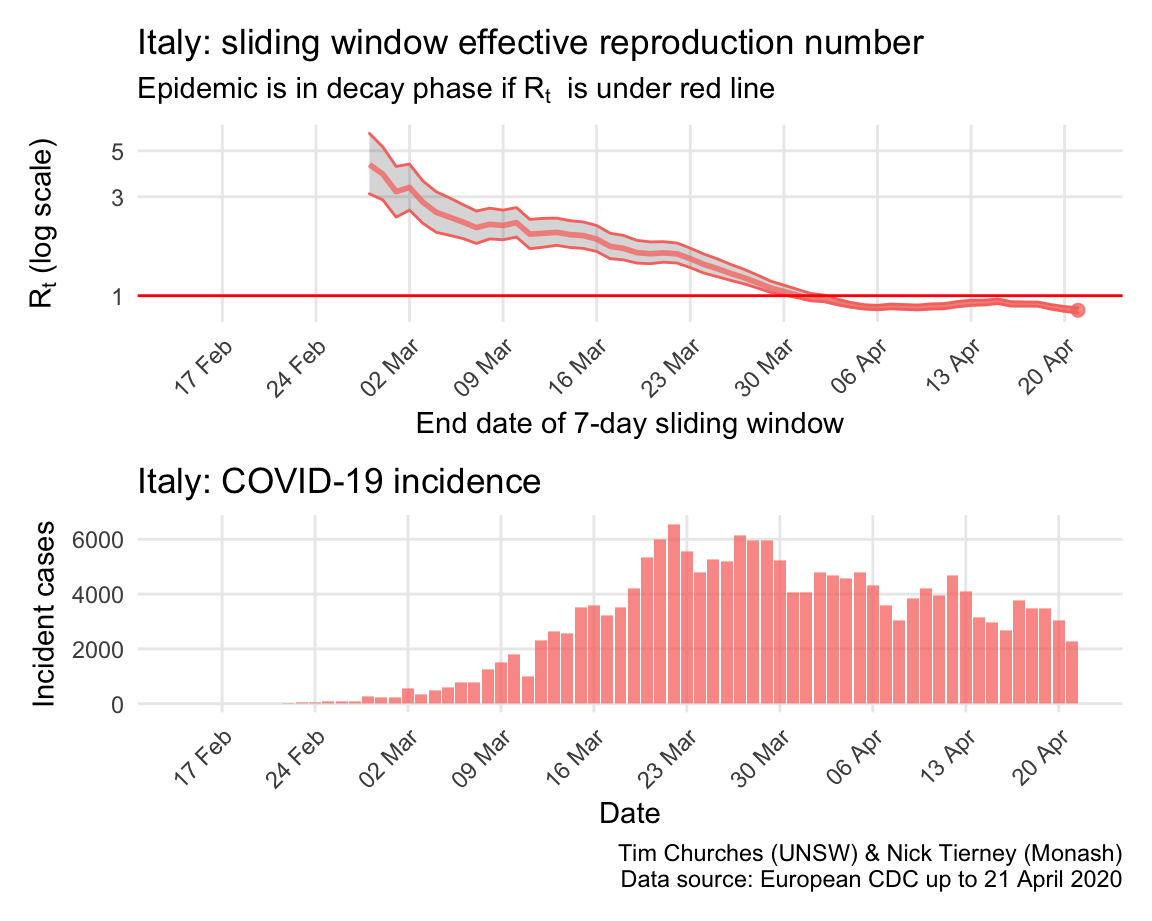 Italy: sliding window effective reproduction number
Epidemic is in decay phase if Rt is under red line
Rt (log scale)
5
3
1
17 Feb
24 Feb
02 Mar
09 Mar
16 Mar
23 Mar
30 Mar
06 Apr
13 Apr
20 Apr
End date of 7-day sliding window
Italy: COVID-19 incidence
Incident cases
6000
4000
2000
0
17 Feb
24 Feb
02 Mar
09 Mar
16 Mar
23 Mar
30 Mar
06 Apr
13 Apr
20 Apr
Date
Tim Churches (UNSW) & Nick Tierney (Monash)
Data source: European CDC up to 21 April 2020